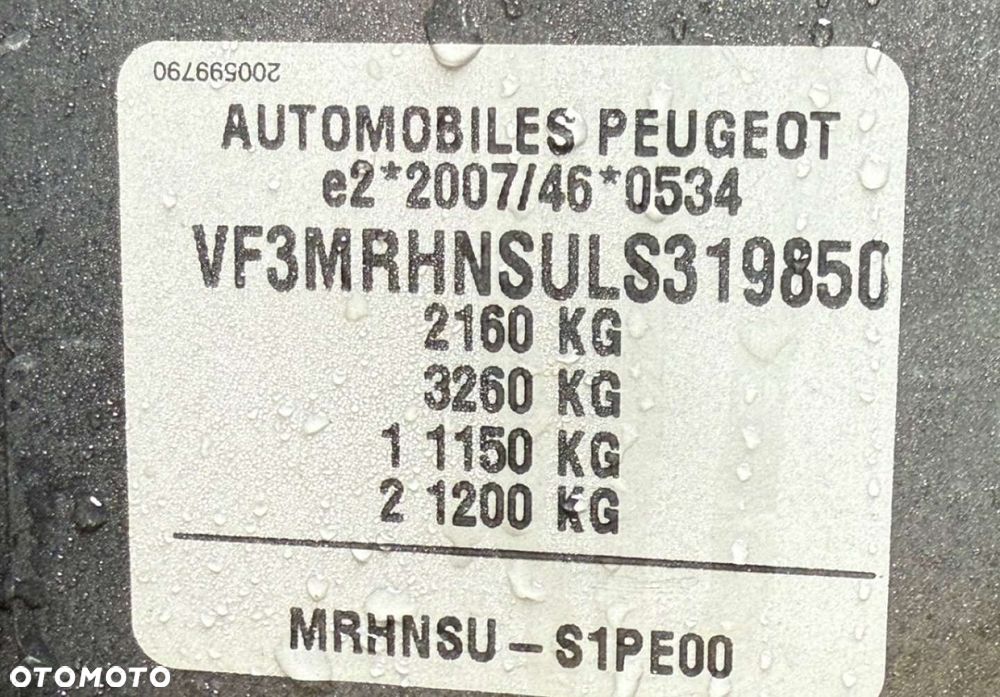 200599790
AUTOMOBILES PEUGEOT
e2*2007/46*0534
VF3MRHNSULS319850
2160 KG
3260 KG
1 1150 KG
2 1200 KG
MRHNSU - S1PE00
OTOMOTO